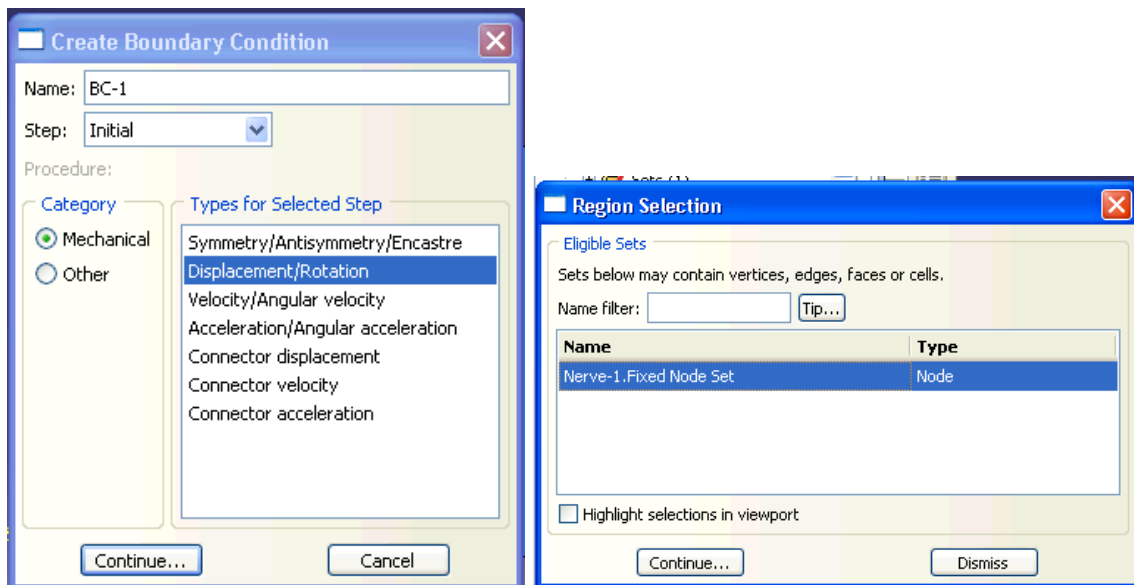 Create Boundary Condition
Name: BC-1
Step: Initial
Procedure:
Category
Mechanical
Other
Types for Selected Step
Symmetry/Antisymmetry/Encastre
Displacement/Rotation
Velocity/Angular velocity
Acceleration/Angular acceleration
Connector displacement
Connector velocity
Connector acceleration
Continue... Cancel
Region Selection
Eligible Sets
Sets below may contain vertices, edges, faces or cells.
Name filter: Tip...
Name Type
Nerve-1.Fixed Node Set Node
Highlight selections in viewport
Continue... Dismiss